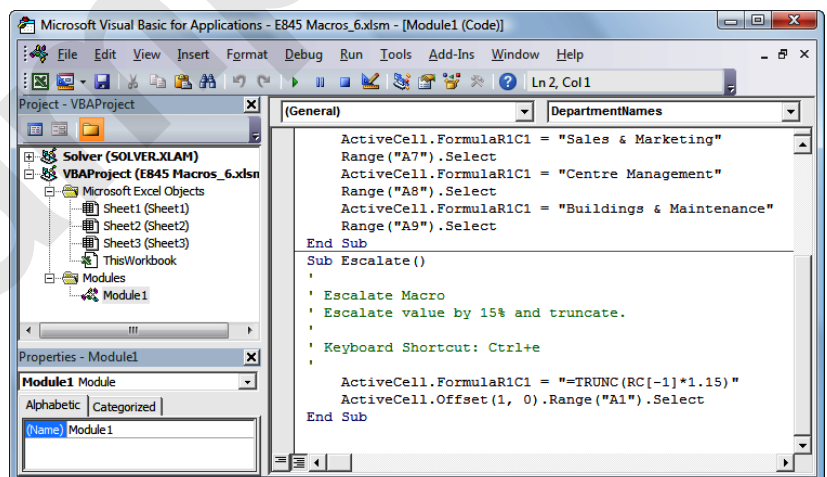 Microsoft Visual Basic for Applications - E845 Macros_6.xlsm - [Module1 (Code)]
File Edit View Insert Format Debug Run Tools Add-Ins Window Help
Ln 2, Col 1
Project - VBAProject
Solver (SOLVER.XLAM)
VBAProject (E845 Macros_6.xlsm
Microsoft Excel Objects
Sheet1 (Sheet1)
Sheet2 (Sheet2)
Sheet3 (Sheet3)
ThisWorkbook
Modules
Module1
Properties - Module1
Module1 Module
Alphabetic Categorized
(Name) Module1
(General) DepartmentNames
ActiveCell.FormulaR1C1 = "Sales & Marketing"
Range("A7").Select
ActiveCell.FormulaR1C1 = "Centre Management"
Range("A8").Select
ActiveCell.FormulaR1C1 = "Buildings & Maintenance"
Range("A9").Select
End Sub
Sub Escalate()
'
' Escalate Macro
' Escalate value by 15% and truncate.
'
' Keyboard Shortcut: Ctrl+e
'
ActiveCell.FormulaR1C1 = "=TRUNC(RC[-1]*1.15)"
ActiveCell.Offset(1, 0).Range("A1").Select
End Sub